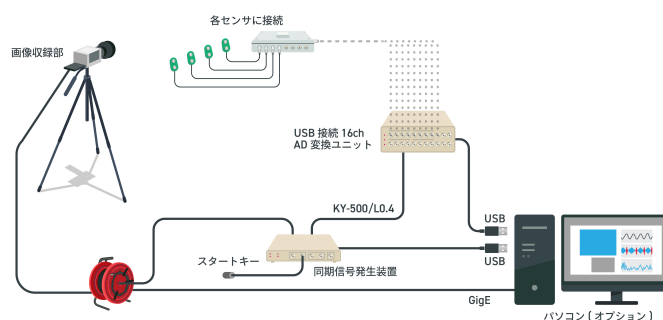 各センサに接続
画像収録部
USB 接続 16ch
AD 変換ユニット
KY-500/L0.4
USB
スタートキー
同期信号発生装置
USB
GigE
パソコン ( オプション )